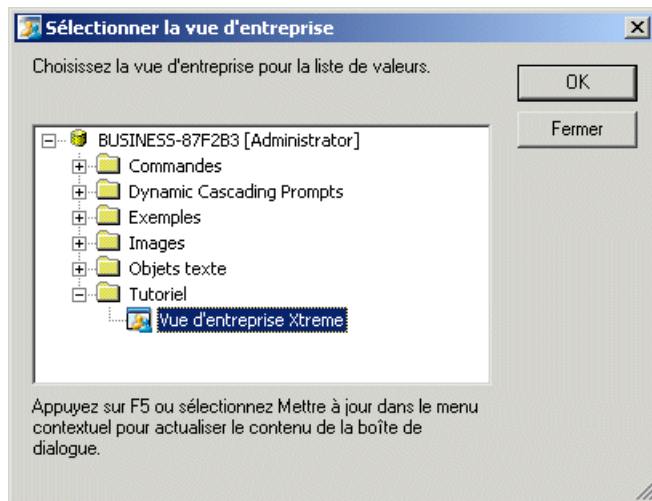 Sélectionner la vue d'entreprise
Choisissez la vue d'entreprise pour la liste de valeurs.
OK
Fermer
BUSINESS-87F2B3 [Administrator]
Commandes
Dynamic Cascading Prompts
Exemples
Images
Objets texte
Tutoriel
Vue d'entreprise Xtreme
Appuyez sur F5 ou sélectionnez Mettre à jour dans le menu
contextuel pour actualiser le contenu de la boîte de
dialogue.